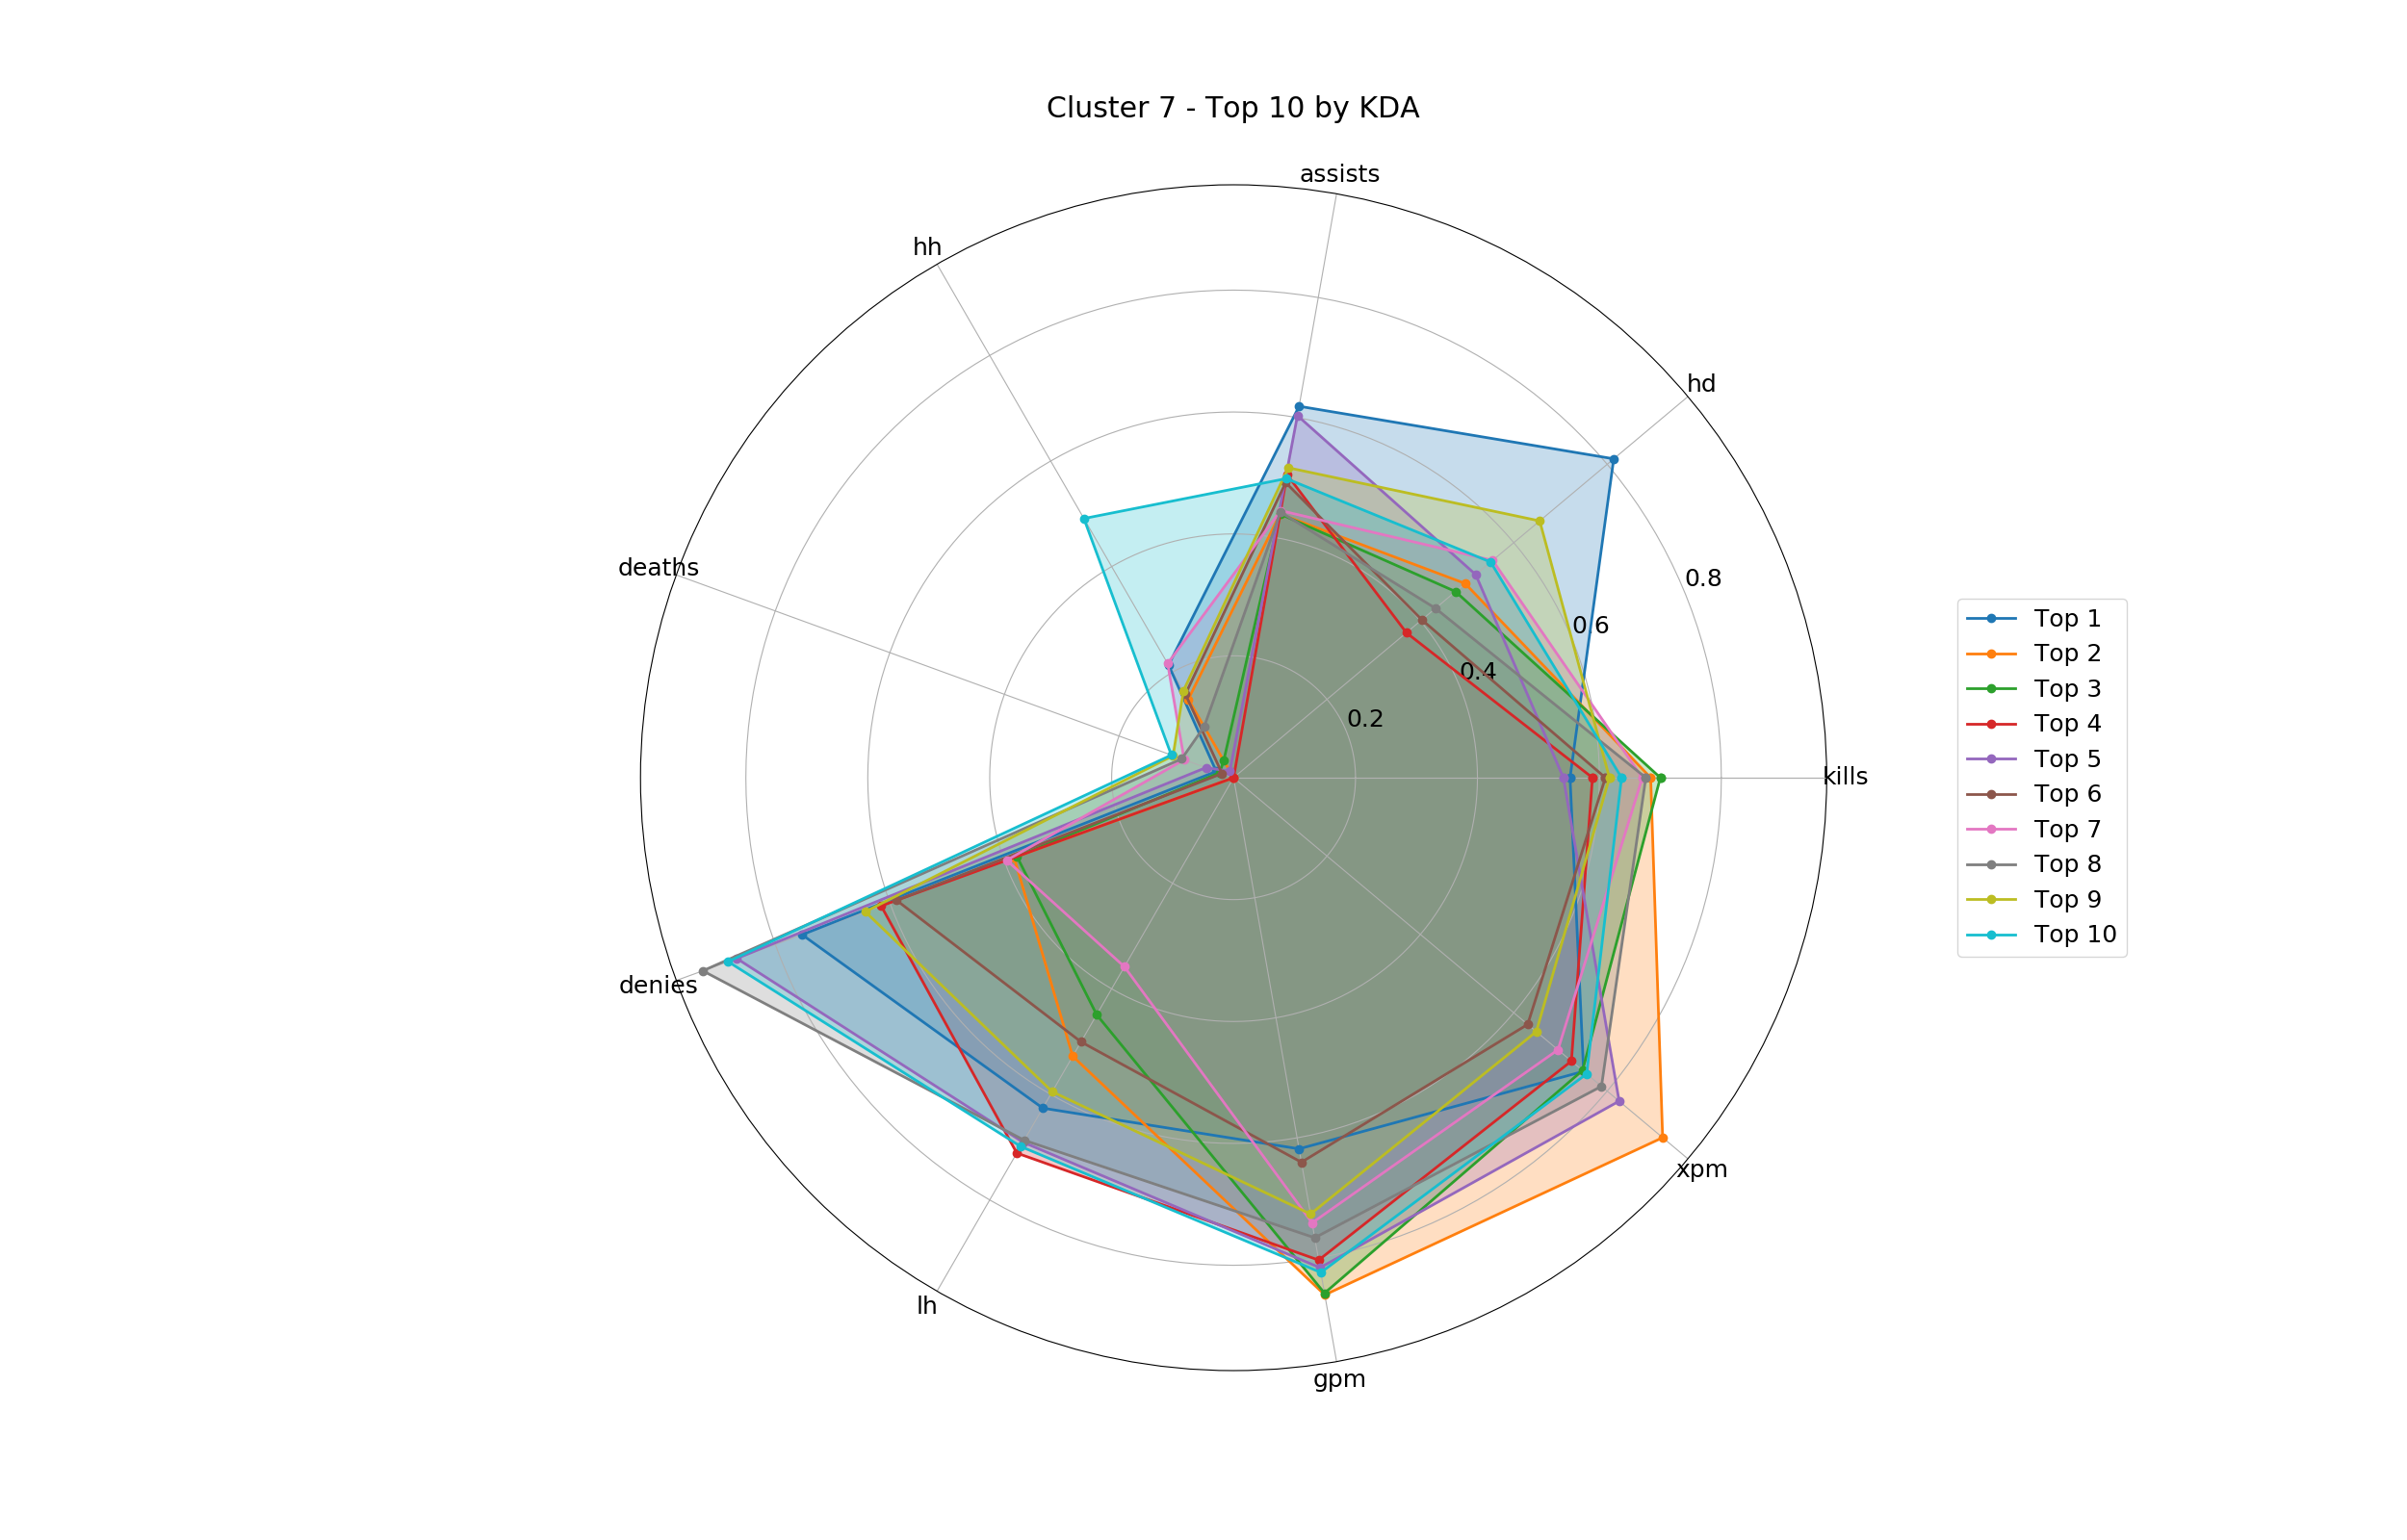 Cluster 7 - Top 10 by KDA
assists
hh
hd
deaths
0.8
0.6
0.4
0.2
kills
denies
xpm
lh
gpm
Top 1
Top 2
Top 3
Top 4
Top 5
Top 6
Top 7
Top 8
Top 9
Top 10